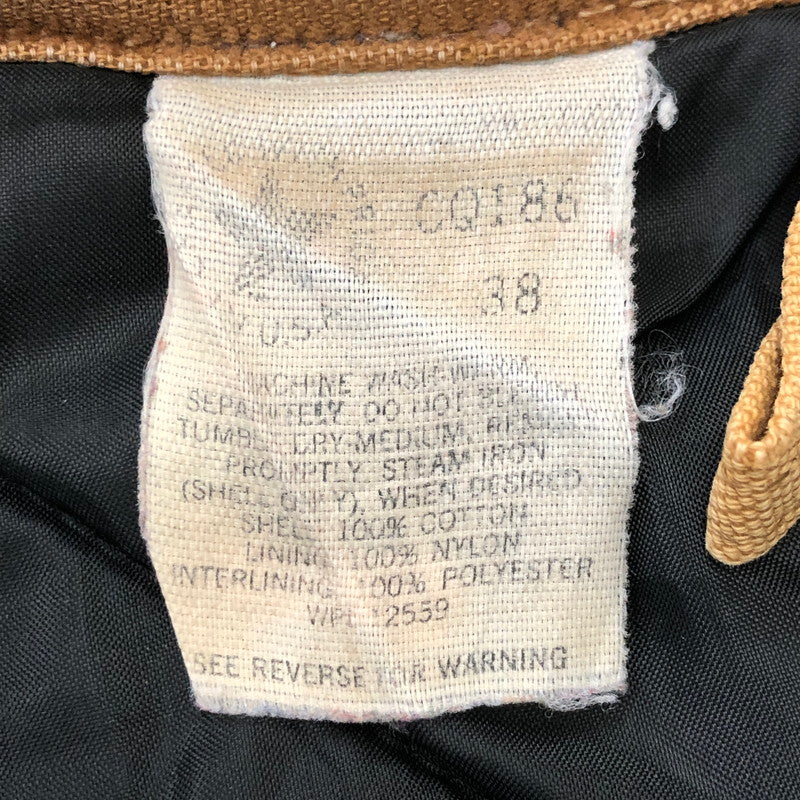 CQ186
38
U.S.
MACHINE WASH WARM,
SEPARATELY. DO NOT BLEACH.
TUMBLE DRY-MEDIUM, REMOVE
PROMPTLY. STEAM IRON
(SHELL ONLY), WHEN DESIRED
SHELL 100% COTTON
LINING 100% NYLON
INTERLINING 100% POLYESTER
WPL 12559
SEE REVERSE FOR WARNING